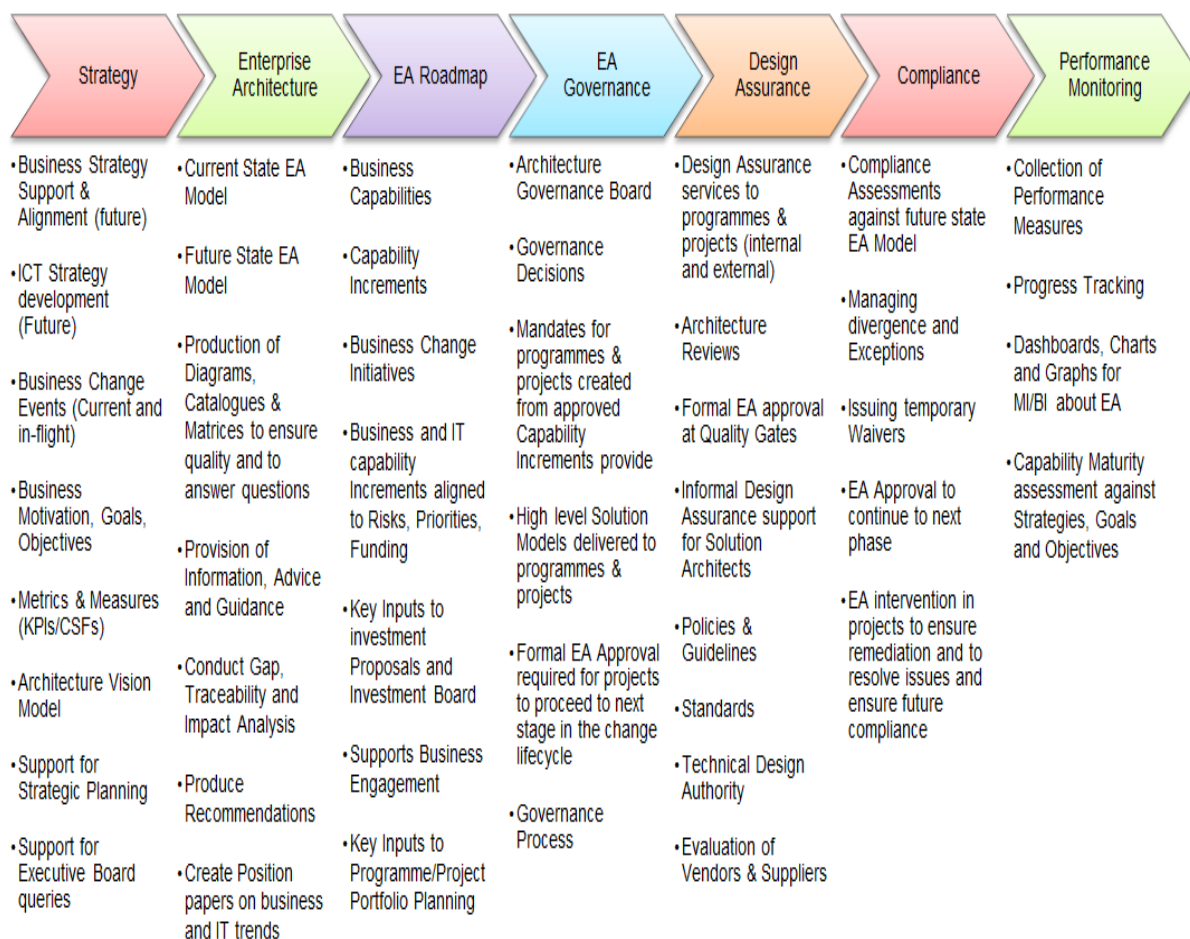 Strategy
Enterprise
Architecture
EA Roadmap
EA
Governance
Design
Assurance
Compliance
Performance
Monitoring
•Business Strategy
Support &
Alignment (future)
•ICT Strategy
development
(Future)
•Business Change
Events (Current and
in-flight)
•Business
Motivation, Goals,
Objectives
•Metrics & Measures
(KPIs/CSFs)
•Architecture Vision
Model
•Support for
Strategic Planning
•Support for
Executive Board
queries
•Current State EA
Model
•Future State EA
Model
•Production of
Diagrams,
Catalogues &
Matrices to ensure
quality and to
answer questions
•Provision of
Information, Advice
and Guidance
•Conduct Gap,
Traceability and
Impact Analysis
•Produce
Recommendations
•Create Position
papers on business
and IT trends
•Business
Capabilities
•Capability
Increments
•Business Change
Initiatives
•Business and IT
capability
Increments aligned
to Risks, Priorities,
Funding
•Key Inputs to
investment
Proposals and
Investment Board
•Supports Business
Engagement
•Key Inputs to
Programme/Project
Portfolio Planning
•Architecture
Governance Board
•Governance
Decisions
•Mandates for
programmes &
projects created
from approved
Capability
Increments provide
•High level Solution
Models delivered to
programmes &
projects
•Formal EA Approval
required for projects
to proceed to next
stage in the change
lifecycle
•Governance
Process
•Design Assurance
services to
programmes &
projects (internal
and external)
•Architecture
Reviews
•Formal EA approval
at Quality Gates
•Informal Design
Assurance support
for Solution
Architects
•Policies &
Guidelines
•Standards
•Technical Design
Authority
•Evaluation of
Vendors & Suppliers
•Compliance
Assessments
against future state
EA Model
•Managing
divergence and
Exceptions
•Issuing temporary
Waivers
•EA Approval to
continue to next
phase
•EA intervention in
projects to ensure
remediation and to
resolve issues and
ensure future
compliance
•Collection of
Performance
Measures
•Progress Tracking
•Dashboards, Charts
and Graphs for
MI/BI about EA
•Capability Maturity
assessment against
Strategies, Goals
and Objectives